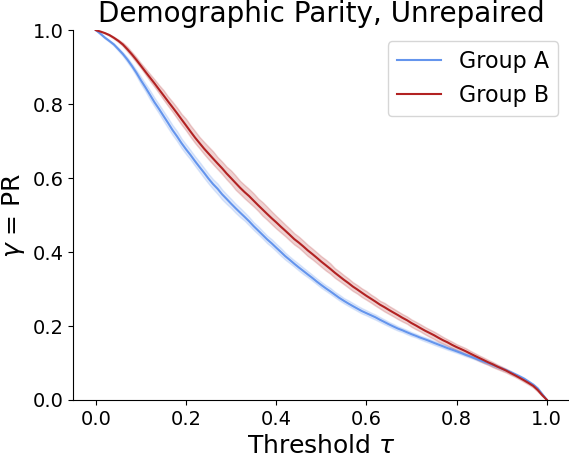 Demographic Parity, Unrepaired
Group A
Group B
γ = PR
1.0
0.8
0.6
0.4
0.2
0.0
0.0 0.2 0.4 0.6 0.8 1.0
Threshold τ